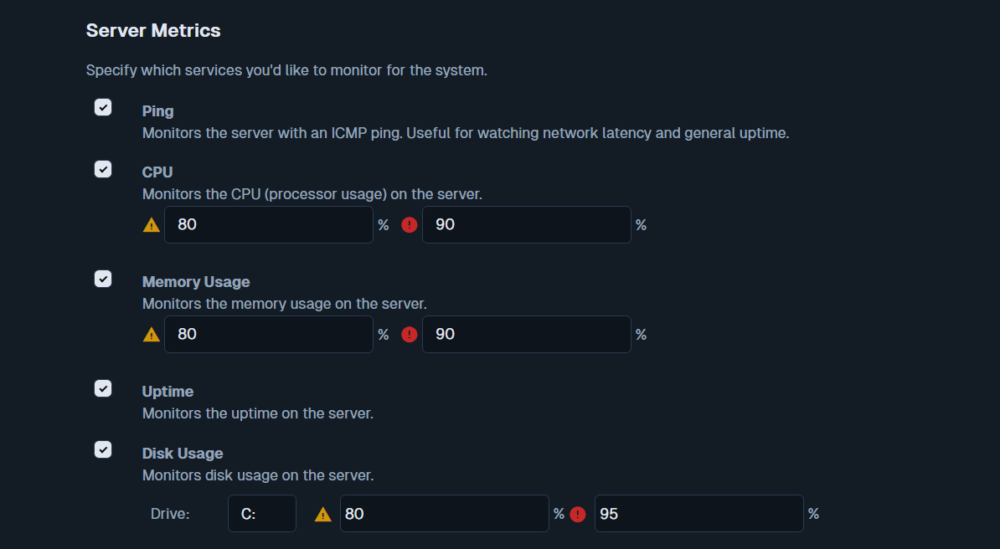 Server Metrics
Specify which services you'd like to monitor for the system.
Ping
Monitors the server with an ICMP ping. Useful for watching network latency and general uptime.
CPU
Monitors the CPU (processor usage) on the server.
80 % 90 %
Memory Usage
Monitors the memory usage on the server.
80 % 90 %
Uptime
Monitors the uptime on the server.
Disk Usage
Monitors disk usage on the server.
Drive: C: 80 % 95 %